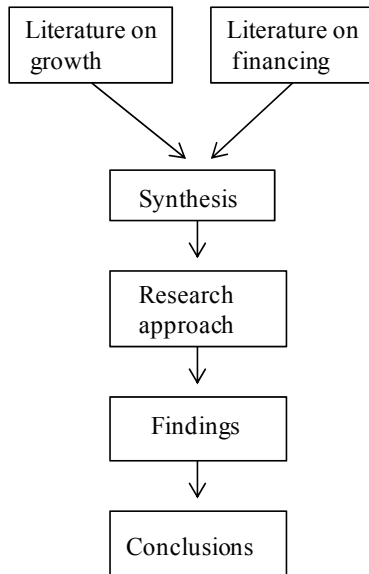 Literature on
growth
Literature on
financing
Synthesis
Research
approach
Findings
Conclusions